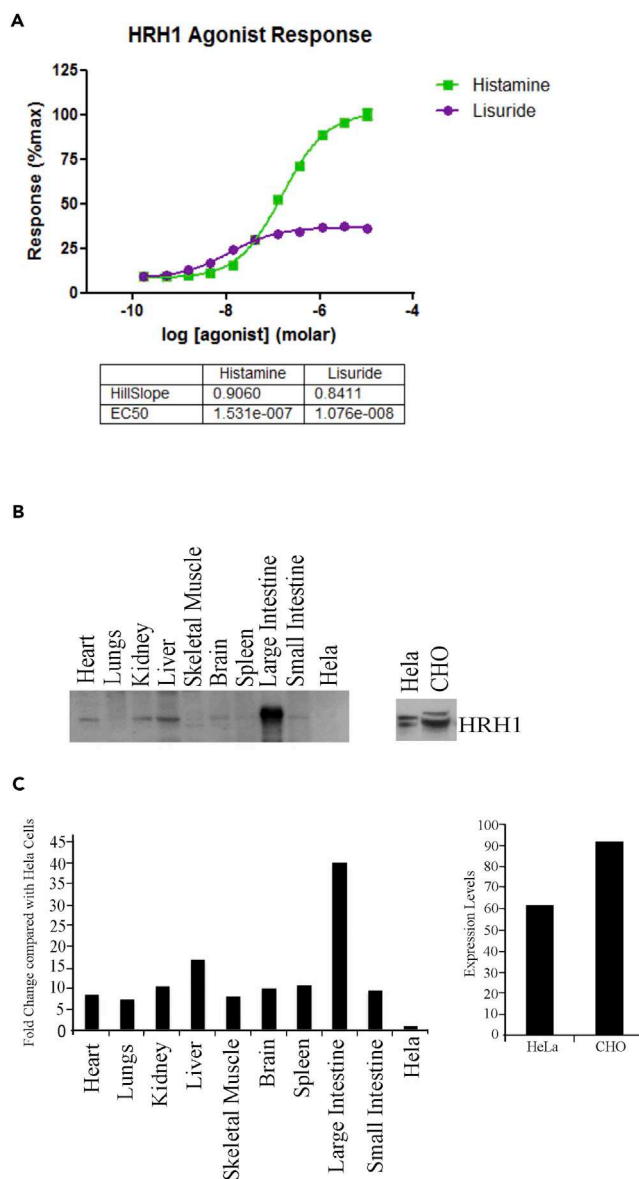 A
HRH1 Agonist Response
125
100
75
50
25
0
Response (%max)
-10
-8
-6
-4
log [agonist] (molar)
Histamine
Lisuride
Histamine Lisuride
HillSlope 0.9060 0.8411
EC50 1.531e-007 1.076e-008
B
Heart
Lungs
Kidney
Liver
Skeletal Muscle
Brain
Spleen
Large Intestine
Small Intestine
Hela
Hela
CHO
HRH1
C
Fold Change compared with Hela Cells
45
40
35
30
25
20
15
10
5
0
Heart
Lungs
Kidney
Liver
Skeletal Muscle
Brain
Spleen
Large Intestine
Small Intestine
Hela
Expression Levels
100
90
80
70
60
50
40
30
20
10
0
HeLa
CHO